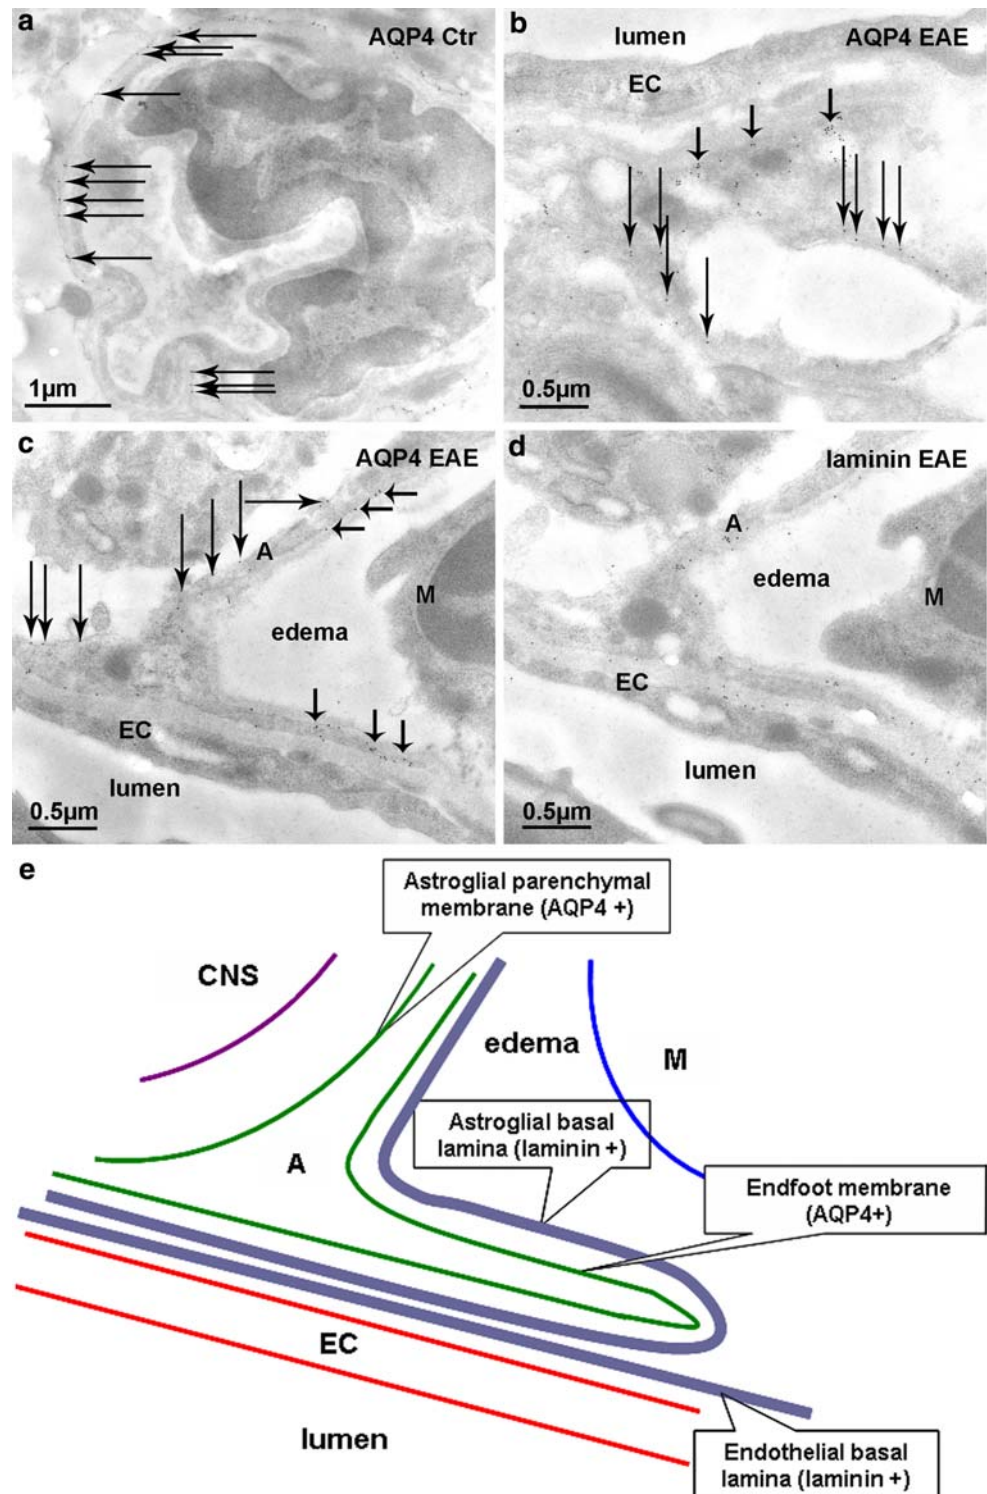 a
AQP4 Ctr
1µm
b
lumen
AQP4 EAE
EC
0.5µm
c
AQP4 EAE
A
M
edema
EC
lumen
0.5µm
d
laminin EAE
A
edema
M
EC
lumen
0.5µm
e
Astroglial parenchymal
membrane (AQP4 +)
CNS
edema
M
Astroglial basal
lamina (laminin +)
A
Endfoot membrane
(AQP4+)
EC
lumen
Endothelial basal
lamina (laminin +)